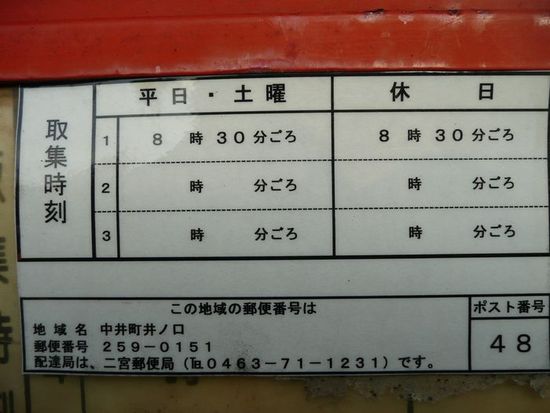 平日・土曜 休日
取集時刻
1 8時30分ごろ 8時30分ごろ
2 時 分ごろ 時 分ごろ
3 時 分ごろ 時 分ごろ
この地域の郵便番号は
地域名 中井町井ノ口
郵便番号 259-0151
配達局は、二宮郵便局(℡0463-71-1231)です。
ポスト番号
48